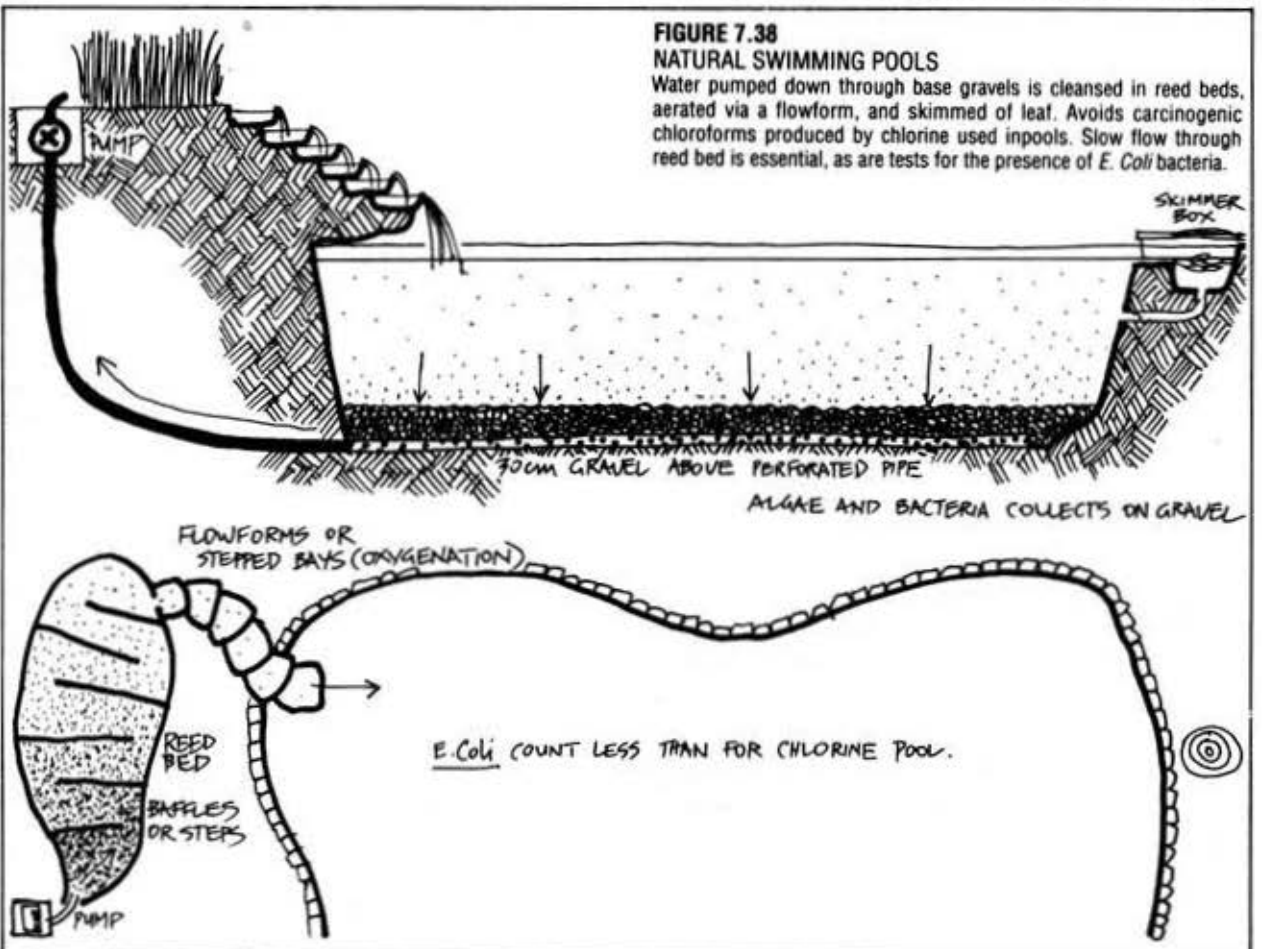 FIGURE 7.38
NATURAL SWIMMING POOLS
Water pumped down through base gravels is cleansed in reed beds,
aerated via a flowform, and skimmed of leaf. Avoids carcinogenic
chloroforms produced by chlorine used inpools. Slow flow through
reed bed is essential, as are tests for the presence of E. Coli bacteria.
PUMP
SKIMMER
BOX
30cm GRAVEL ABOVE PERFORATED PIPE
ALGAE AND BACTERIA COLLECTS ON GRAVEL
FLOWFORMS OR
STEPPED BAYS (OXYGENATION)
REED
BED
BAFFLES
OR STEPS
E.Coli COUNT LESS THAN FOR CHLORINE POOL.
PUMP